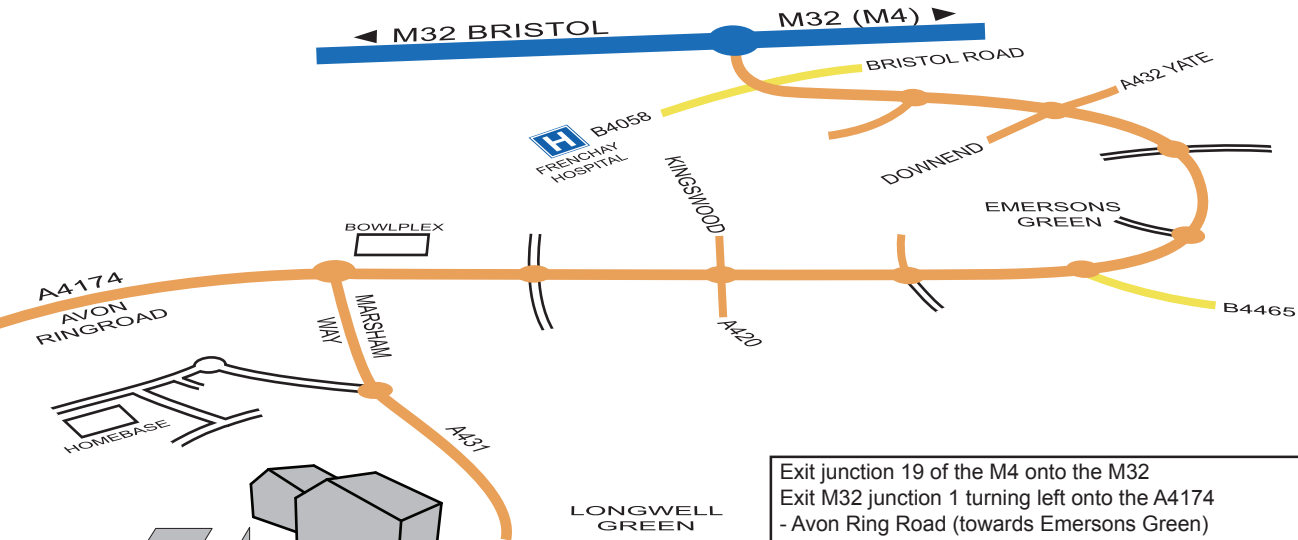 M32 BRISTOL
M32 (M4)
BRISTOL ROAD
A432 YATE
B4058
H
FRENCHAY
HOSPITAL
KINGSWOOD
DOWNEND
EMERSONS
GREEN
BOWLPLEX
A4174
AVON
RINGROAD
MARSHAM
WAY
A420
B4465
HOMEBASE
A431
LONGWELL
GREEN
Exit junction 19 of the M4 onto the M32
Exit M32 junction 1 turning left onto the A4174
- Avon Ring Road (towards Emersons Green)